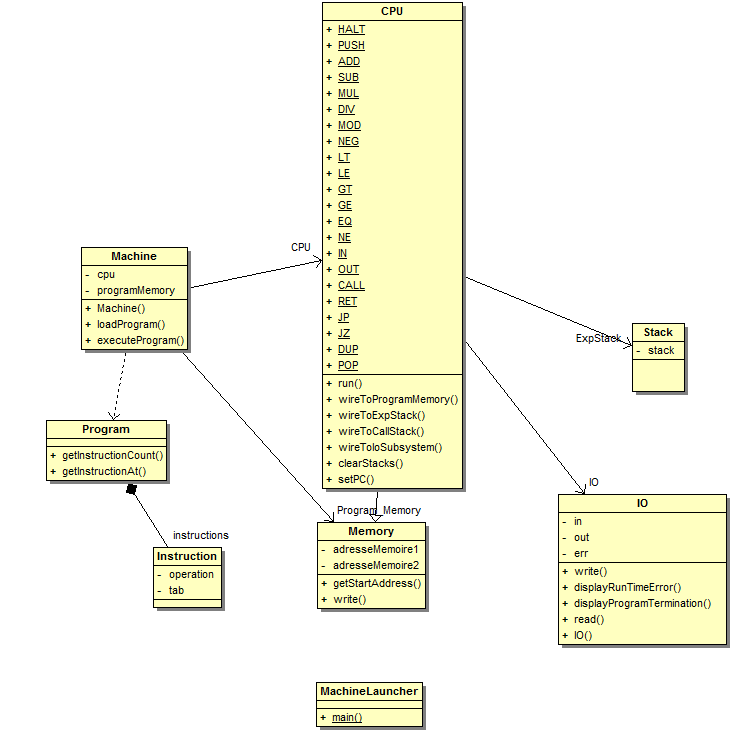 CPU
+ HALT
+ PUSH
+ ADD
+ SUB
+ MUL
+ DIV
+ MOD
+ NEG
+ LT
+ LE
+ GT
+ GE
+ EQ
+ NE
+ IN
+ OUT
+ CALL
+ RET
+ JP
+ JZ
+ DUP
+ POP
+ run()
+ wireToProgramMemory()
+ wireToExpStack()
+ wireToCallStack()
+ wireToIoSubsystem()
+ clearStacks()
+ setPC()
CPU
Machine
- cpu
- programMemory
+ Machine()
+ loadProgram()
+ executeProgram()
ExpStack
Stack
- stack
Program
+ getInstructionCount()
+ getInstructionAt()
instructions
Instruction
- operation
- tab
Program_Memory
Memory
- adresseMemoire1
- adresseMemoire2
+ getStartAddress()
+ write()
IO
IO
- in
- out
- err
+ write()
+ displayRunTimeError()
+ displayProgramTermination()
+ read()
+ IO()
MachineLauncher
+ main()